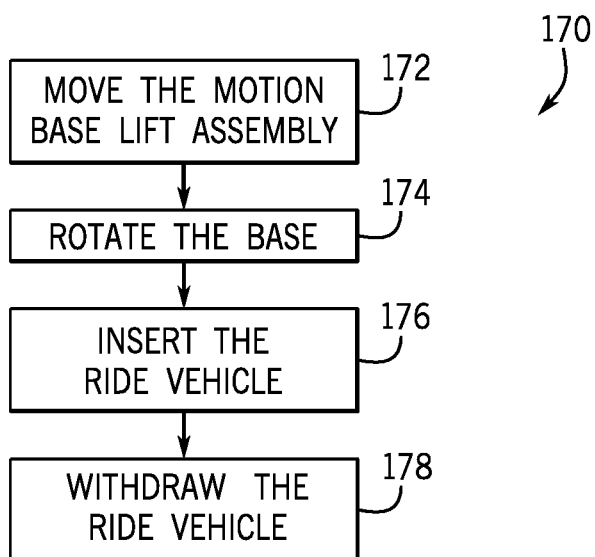 170
172
MOVE THE MOTION
BASE LIFT ASSEMBLY
174
ROTATE THE BASE
176
INSERT THE
RIDE VEHICLE
178
WITHDRAW THE
RIDE VEHICLE